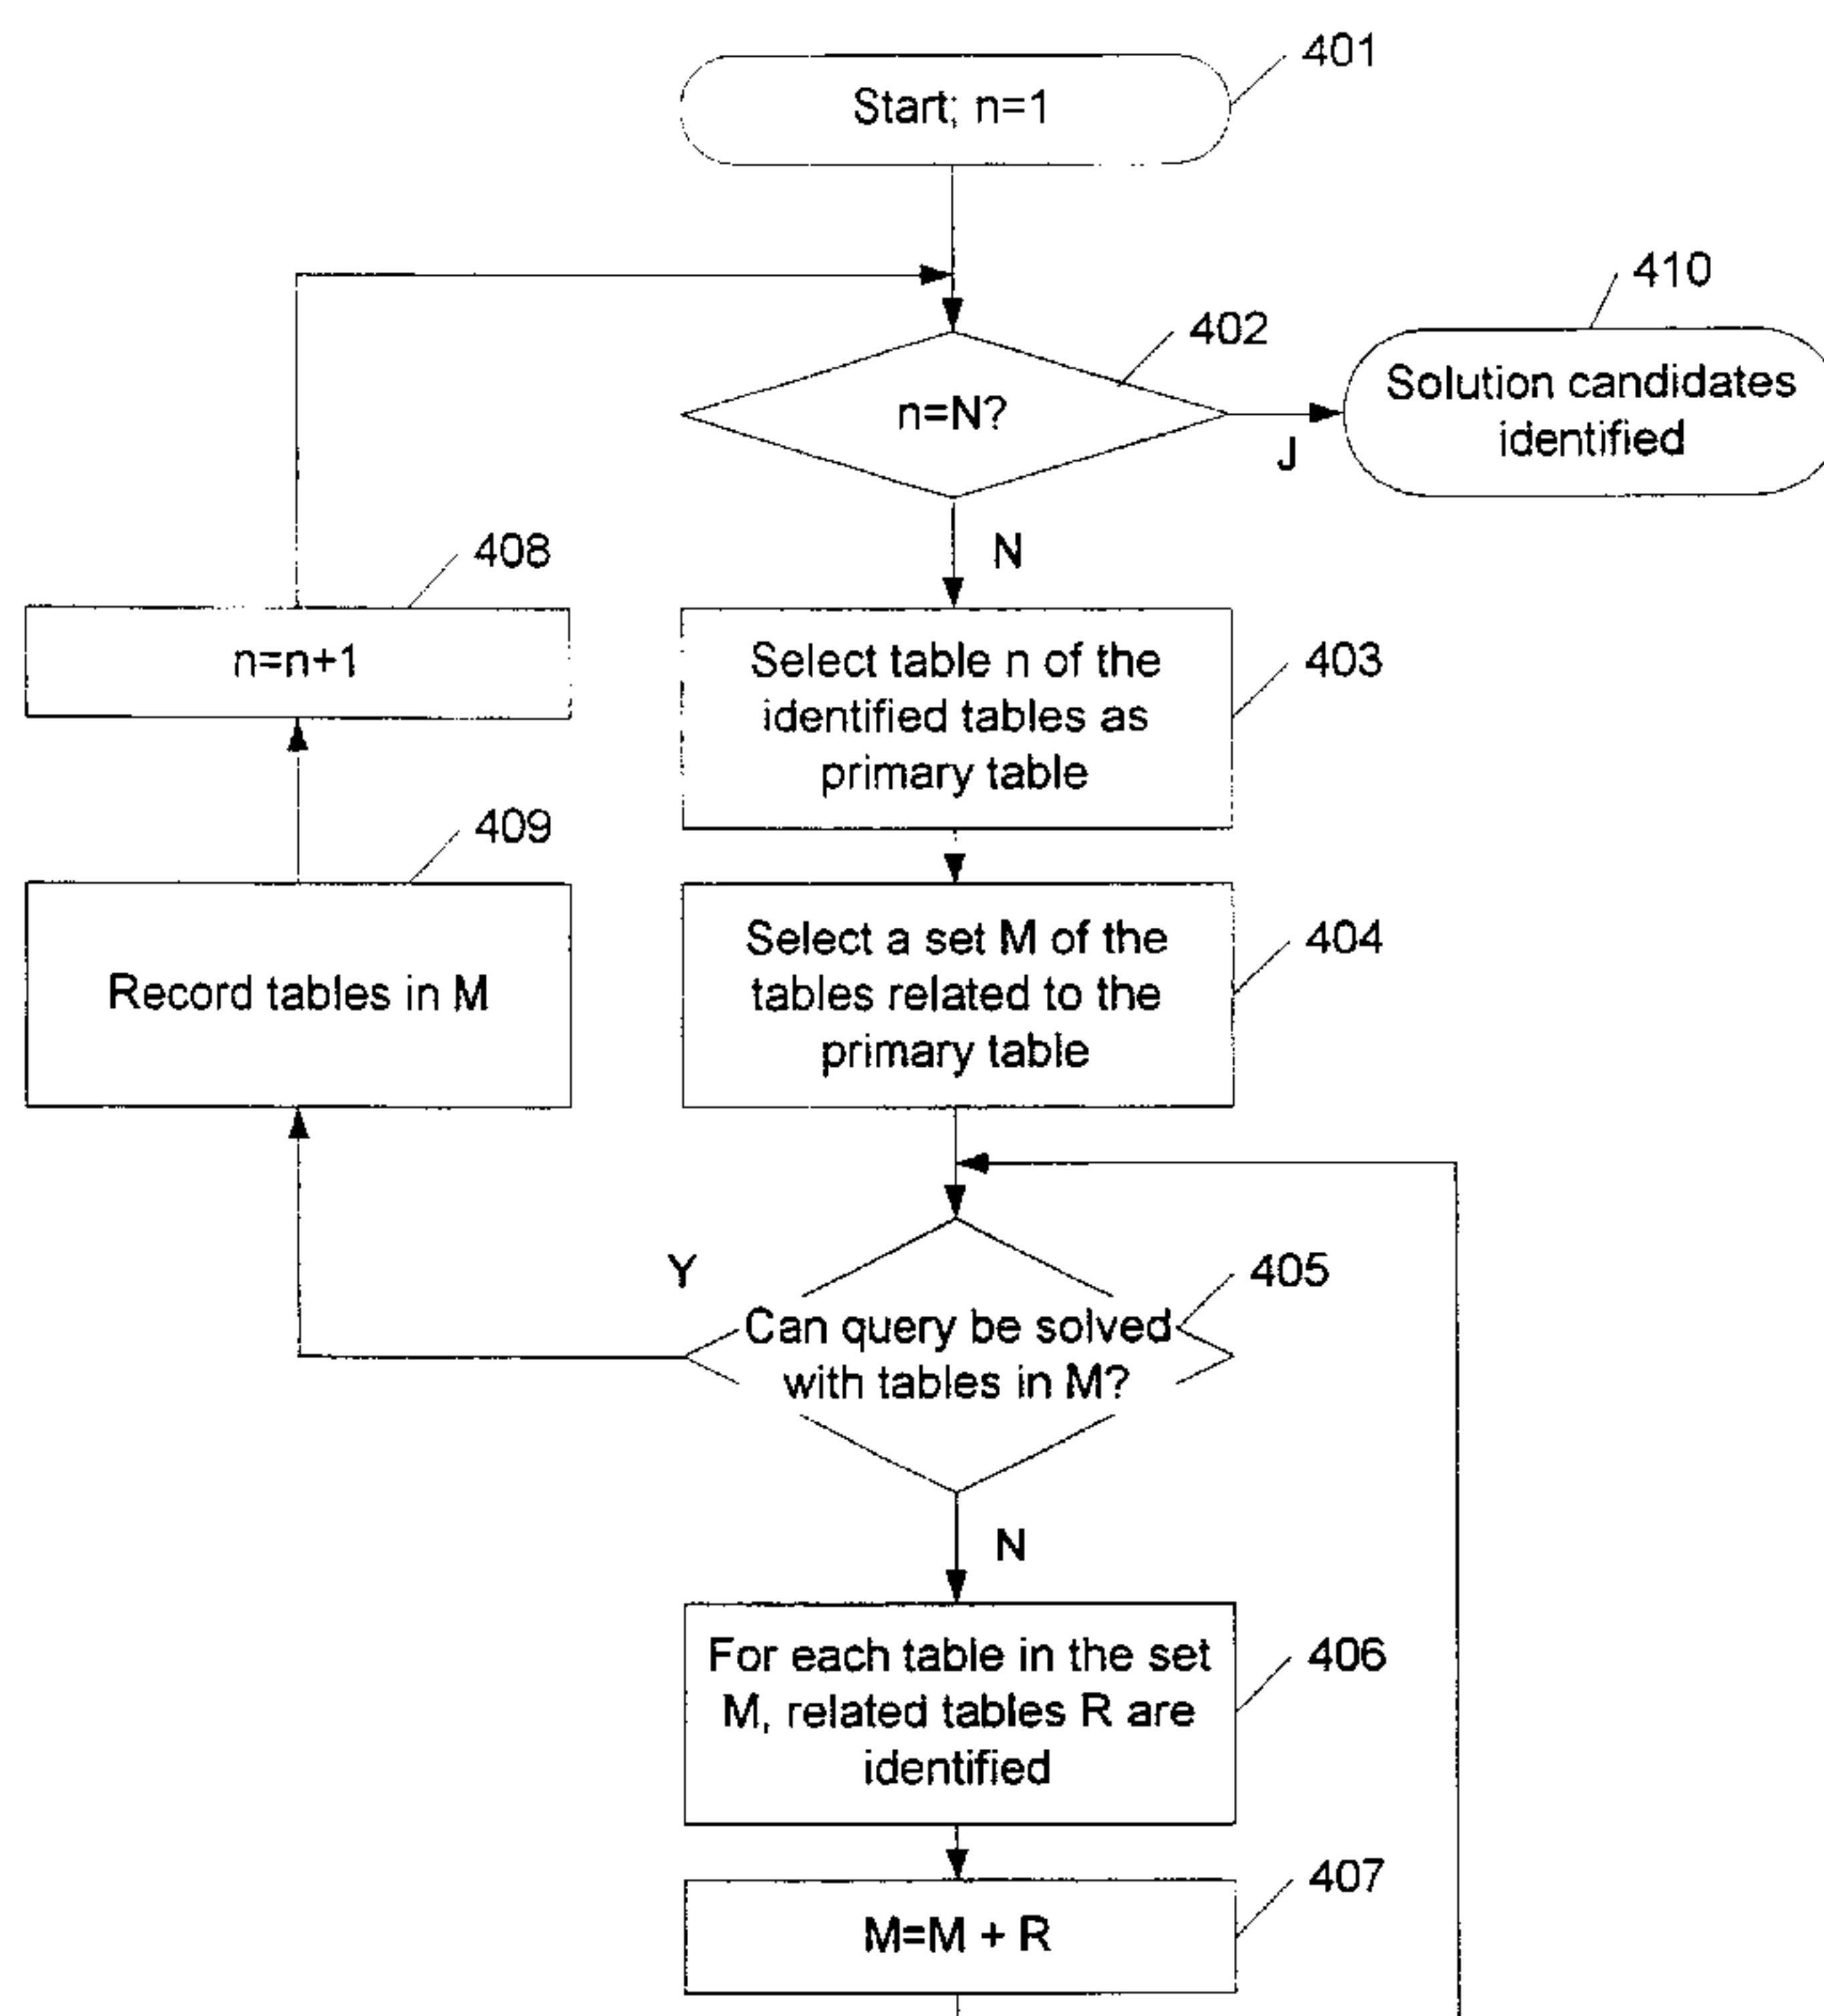 401
Start; n=1
410
402
Solution candidates
identified
n=N?
J
N
408
n=n+1
403
Select table n of the
identified tables as
primary table
409
Record tables in M
404
Select a set M of the
tables related to the
primary table
Y
405
Can query be solved
with tables in M?
N
406
For each table in the set
M, related tables R are
identified
407
M=M + R